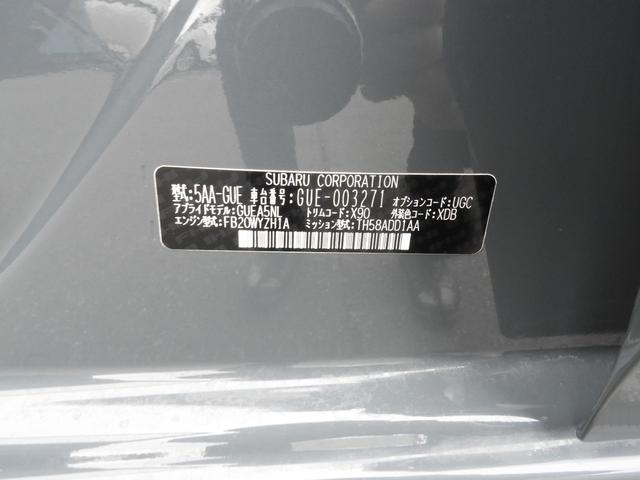 SUBARU CORPORATION
型式:5AA-GUE 車台番号:GUE-003271 オプションコード:UGC
アプライドモデル:GUEA5NL トリムコード:X90 外装色コード:XDB
エンジン型式:FB20WYZH1A ミッション型式:TH58ADD1AA